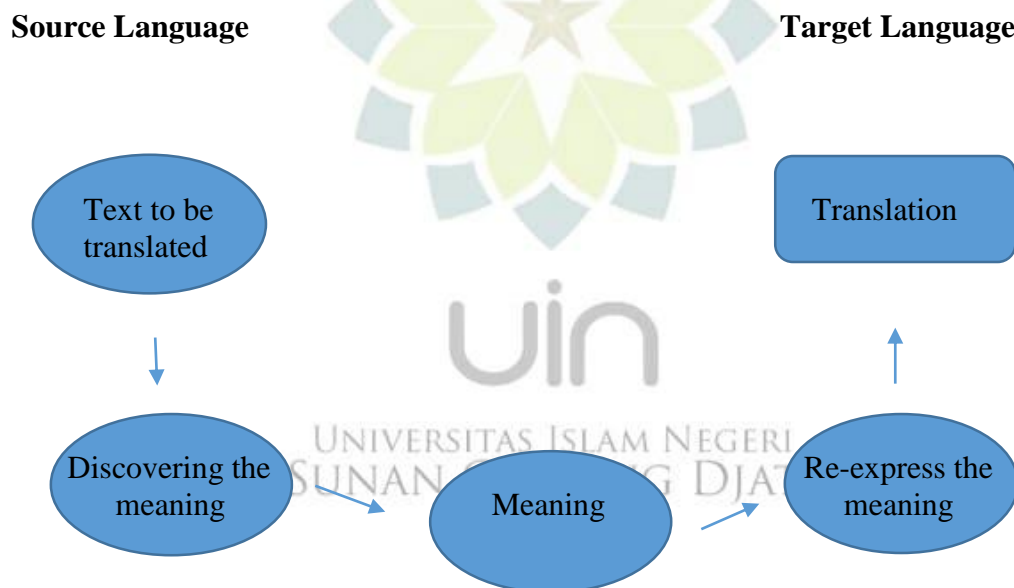 Source Language
Target Language
Text to be
translated
Translation
uin
UNIVERSITAS ISLAM NEGERI
SUNAN G DJAT
Discovering the
meaning
Meaning
Re-express the
meaning